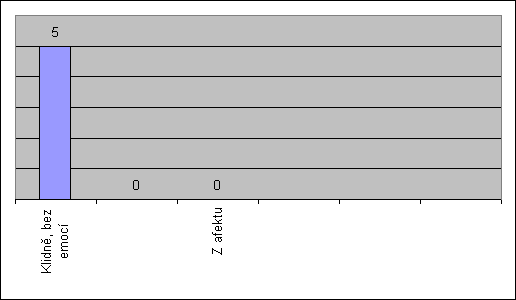 5
0
0
Klidně, bez
emocí
Z afektu